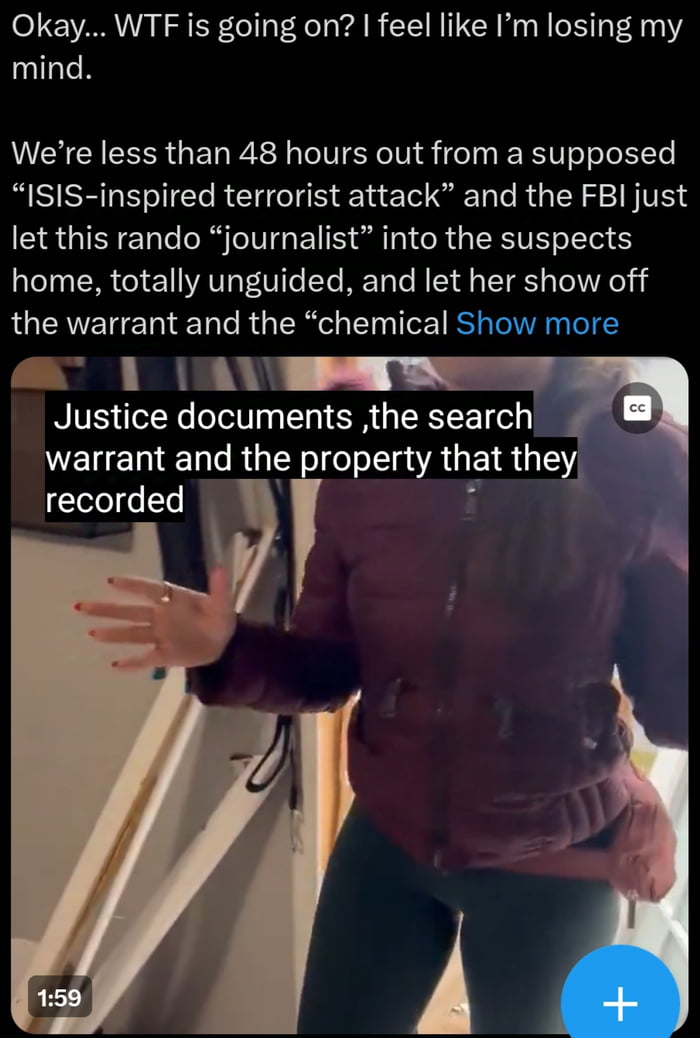 Okay... WTF is going on? I feel like I'm losing my
mind.
We're less than 48 hours out from a supposed
“ISIS-inspired terrorist attack” and the FBI just
let this rando “journalist” into the suspects
home, totally unguided, and let her show off
the warrant and the “chemical Show more
Justice documents ,the search
warrant and the property that they
recorded
CC
1:59
+